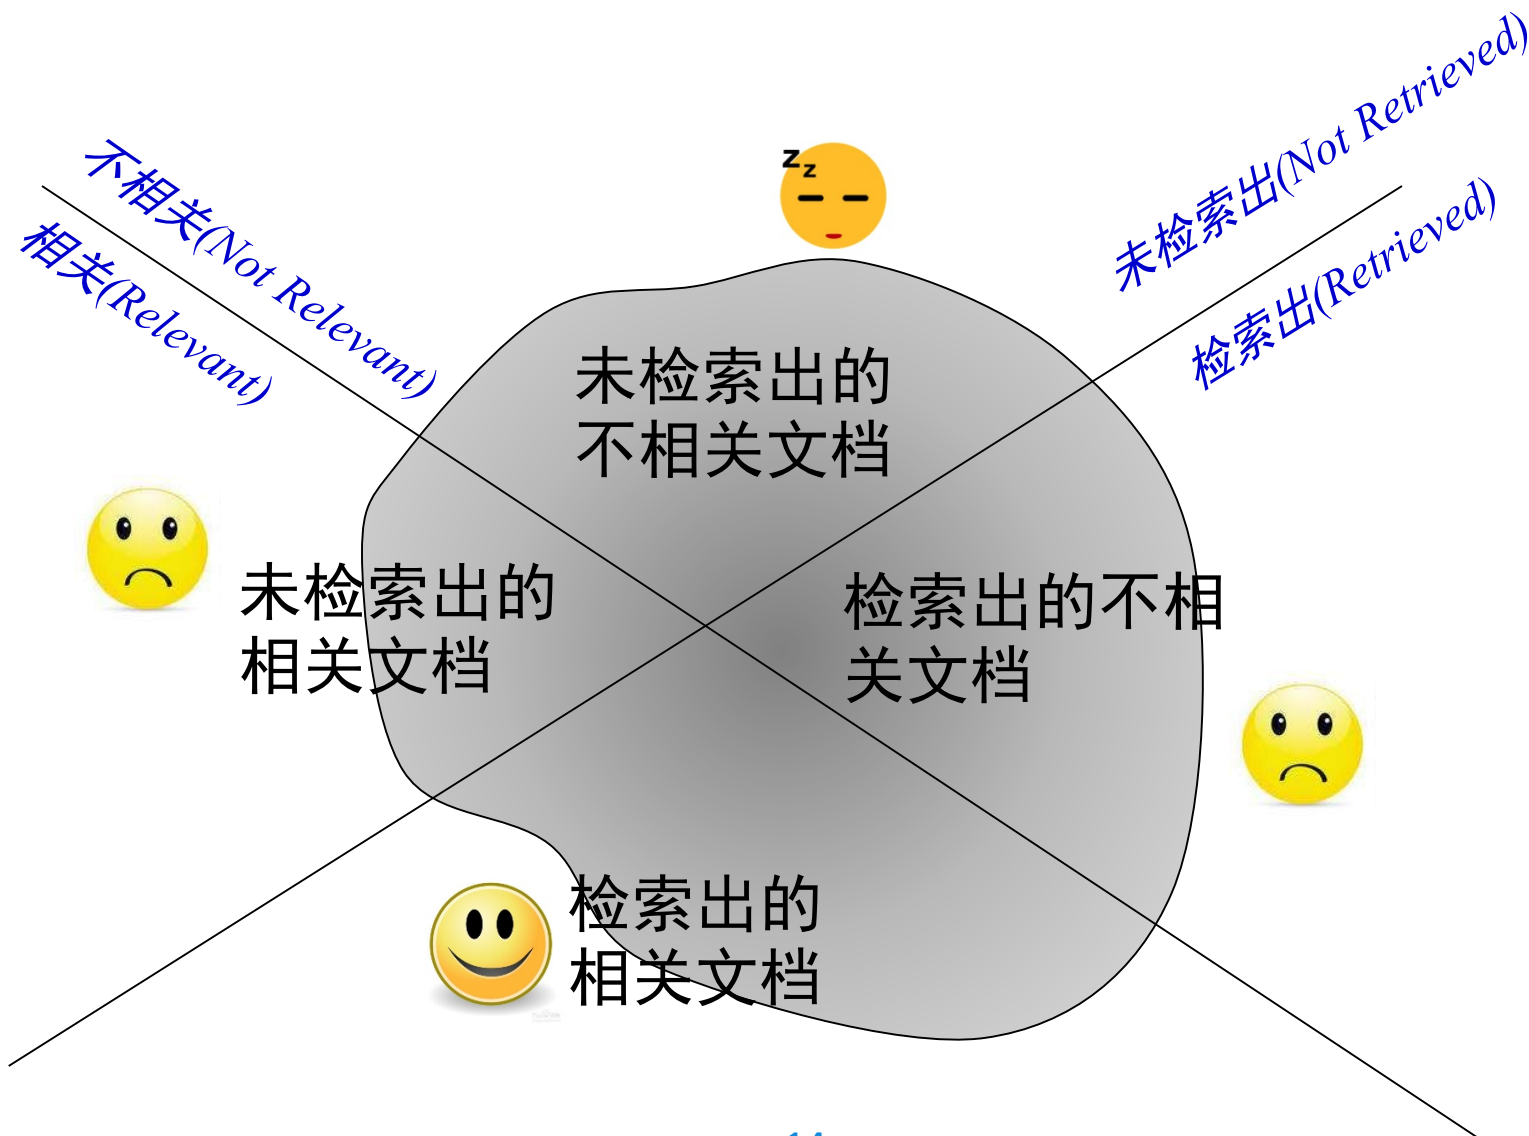 不相关(Not Relevant)
相关(Relevant)
未检索出(Not Retrieved)
检索出(Retrieved)
z z
未检索出的
不相关文档
未检索出的
相关文档
检索出的不相
关文档
检索出的
相关文档